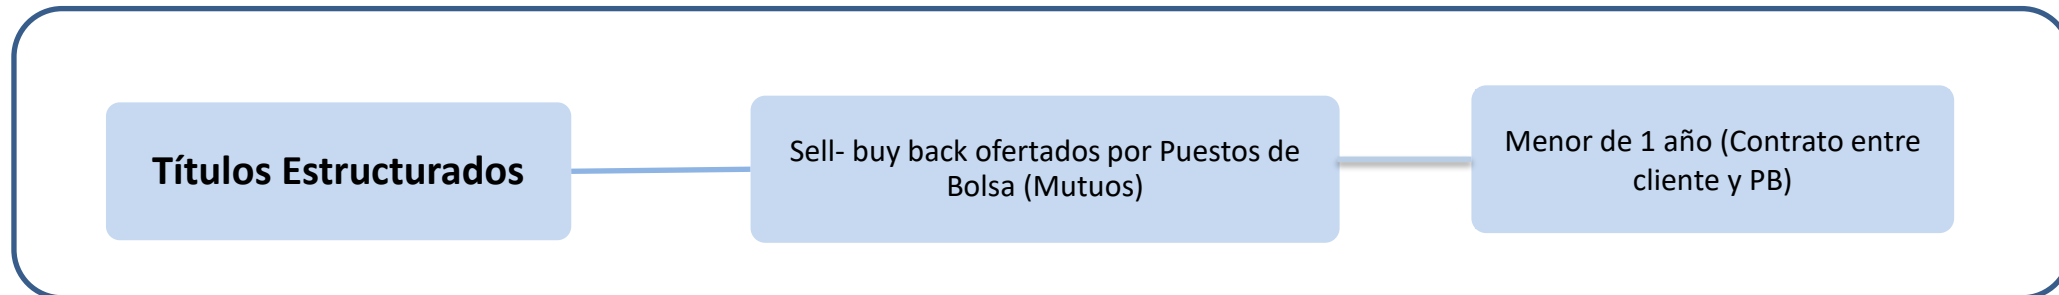 Títulos Estructurados
Sell- buy back ofertados por Puestos de
Bolsa (Mutuos)
Menor de 1 año (Contrato entre
cliente y PB)